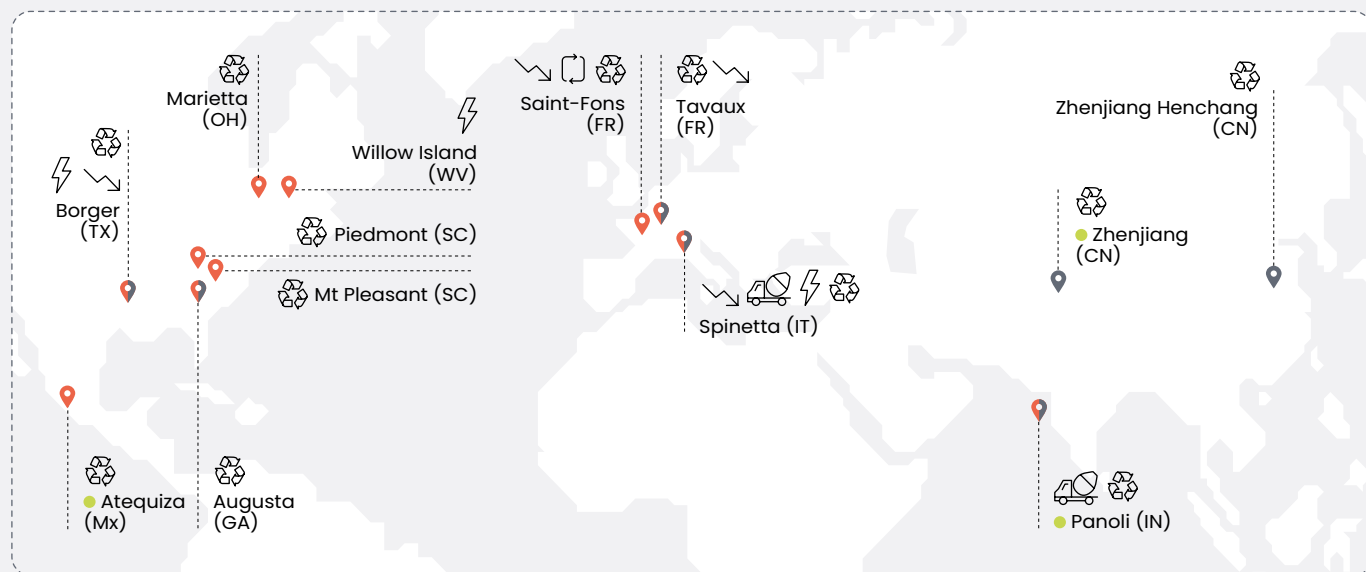 Marietta
(OH)
Willow Island
(WV)
Borger
(TX)
Piedmont (SC)
Mt Pleasant (SC)
Atequiza
(Mx)
Augusta
(GA)
Saint-Fons
(FR)
Tavaux
(FR)
Spinetta (IT)
Zhenjiang Henchang
(CN)
Zhenjiang
(CN)
Panoli (IN)